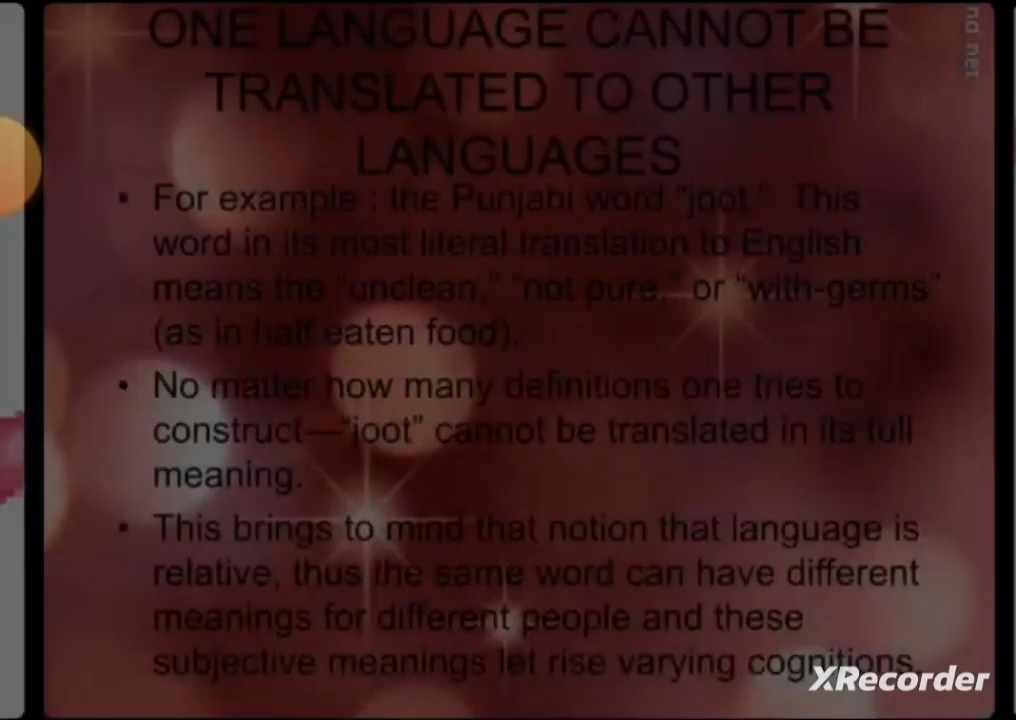 ONE LANGUAGE CANNOT BE
TRANSLATED TO OTHER
LANGUAGES
• For example : the Punjabi word “joot.” This
word in its most literal translation to English
means the “unclean,” “not pure,” or “with-germs”
(as in half eaten food).
• No matter how many definitions one tries to
construct—“joot” cannot be translated in its full
meaning.
• This brings to mind that notion that language is
relative, thus the same word can have different
meanings for different people and these
subjective meanings let rise varying cognitions.
nd net
XRecorder